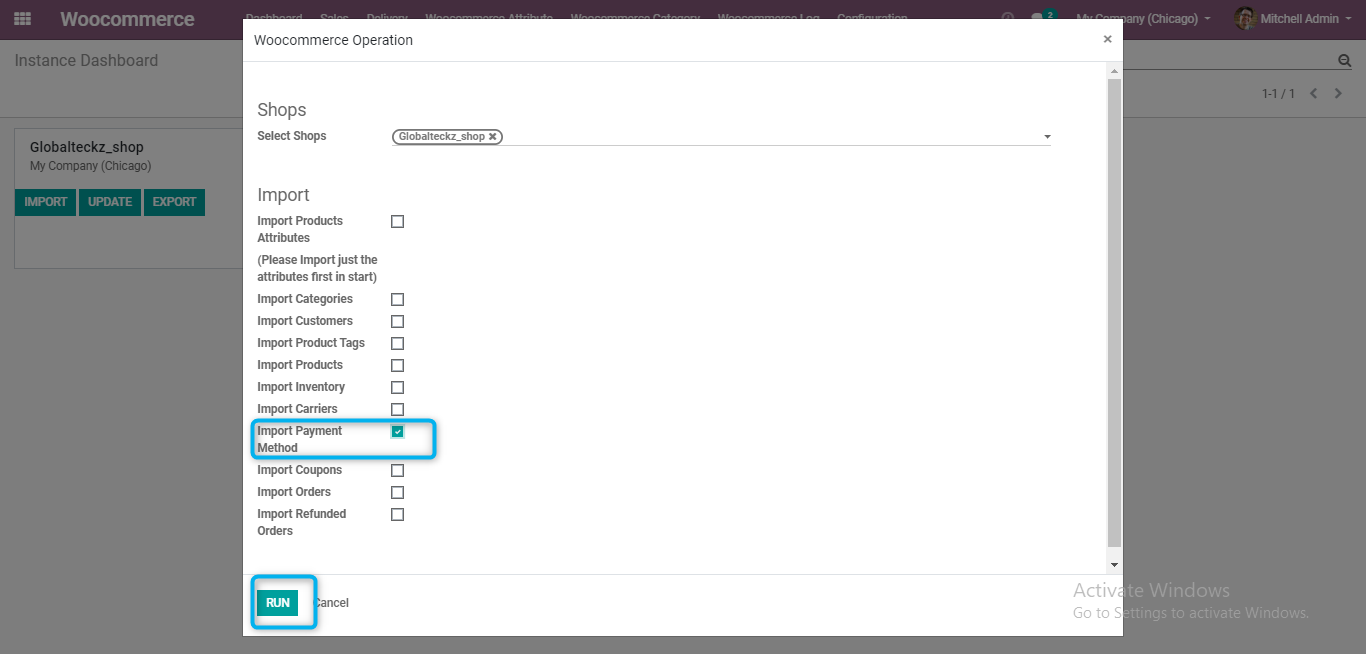 Woocommerce
Dashboard Sales Delivery Woocommerce Attribute Woocommerce Category Woocommerce Log Configuration
2 My Company (Chicago) Mitchell Admin
Woocommerce Operation ×
Instance Dashboard
1-1 / 1
Globalteckz_shop
My Company (Chicago)
IMPORT UPDATE EXPORT
Shops
Select Shops Globalteckz_shop ×
Import
Import Products
Attributes
(Please Import just the
attributes first in start)
Import Categories
Import Customers
Import Product Tags
Import Products
Import Inventory
Import Carriers
Import Payment
Method
Import Coupons
Import Orders
Import Refunded
Orders
RUN Cancel
Activate Windows
Go to Settings to activate Windows.